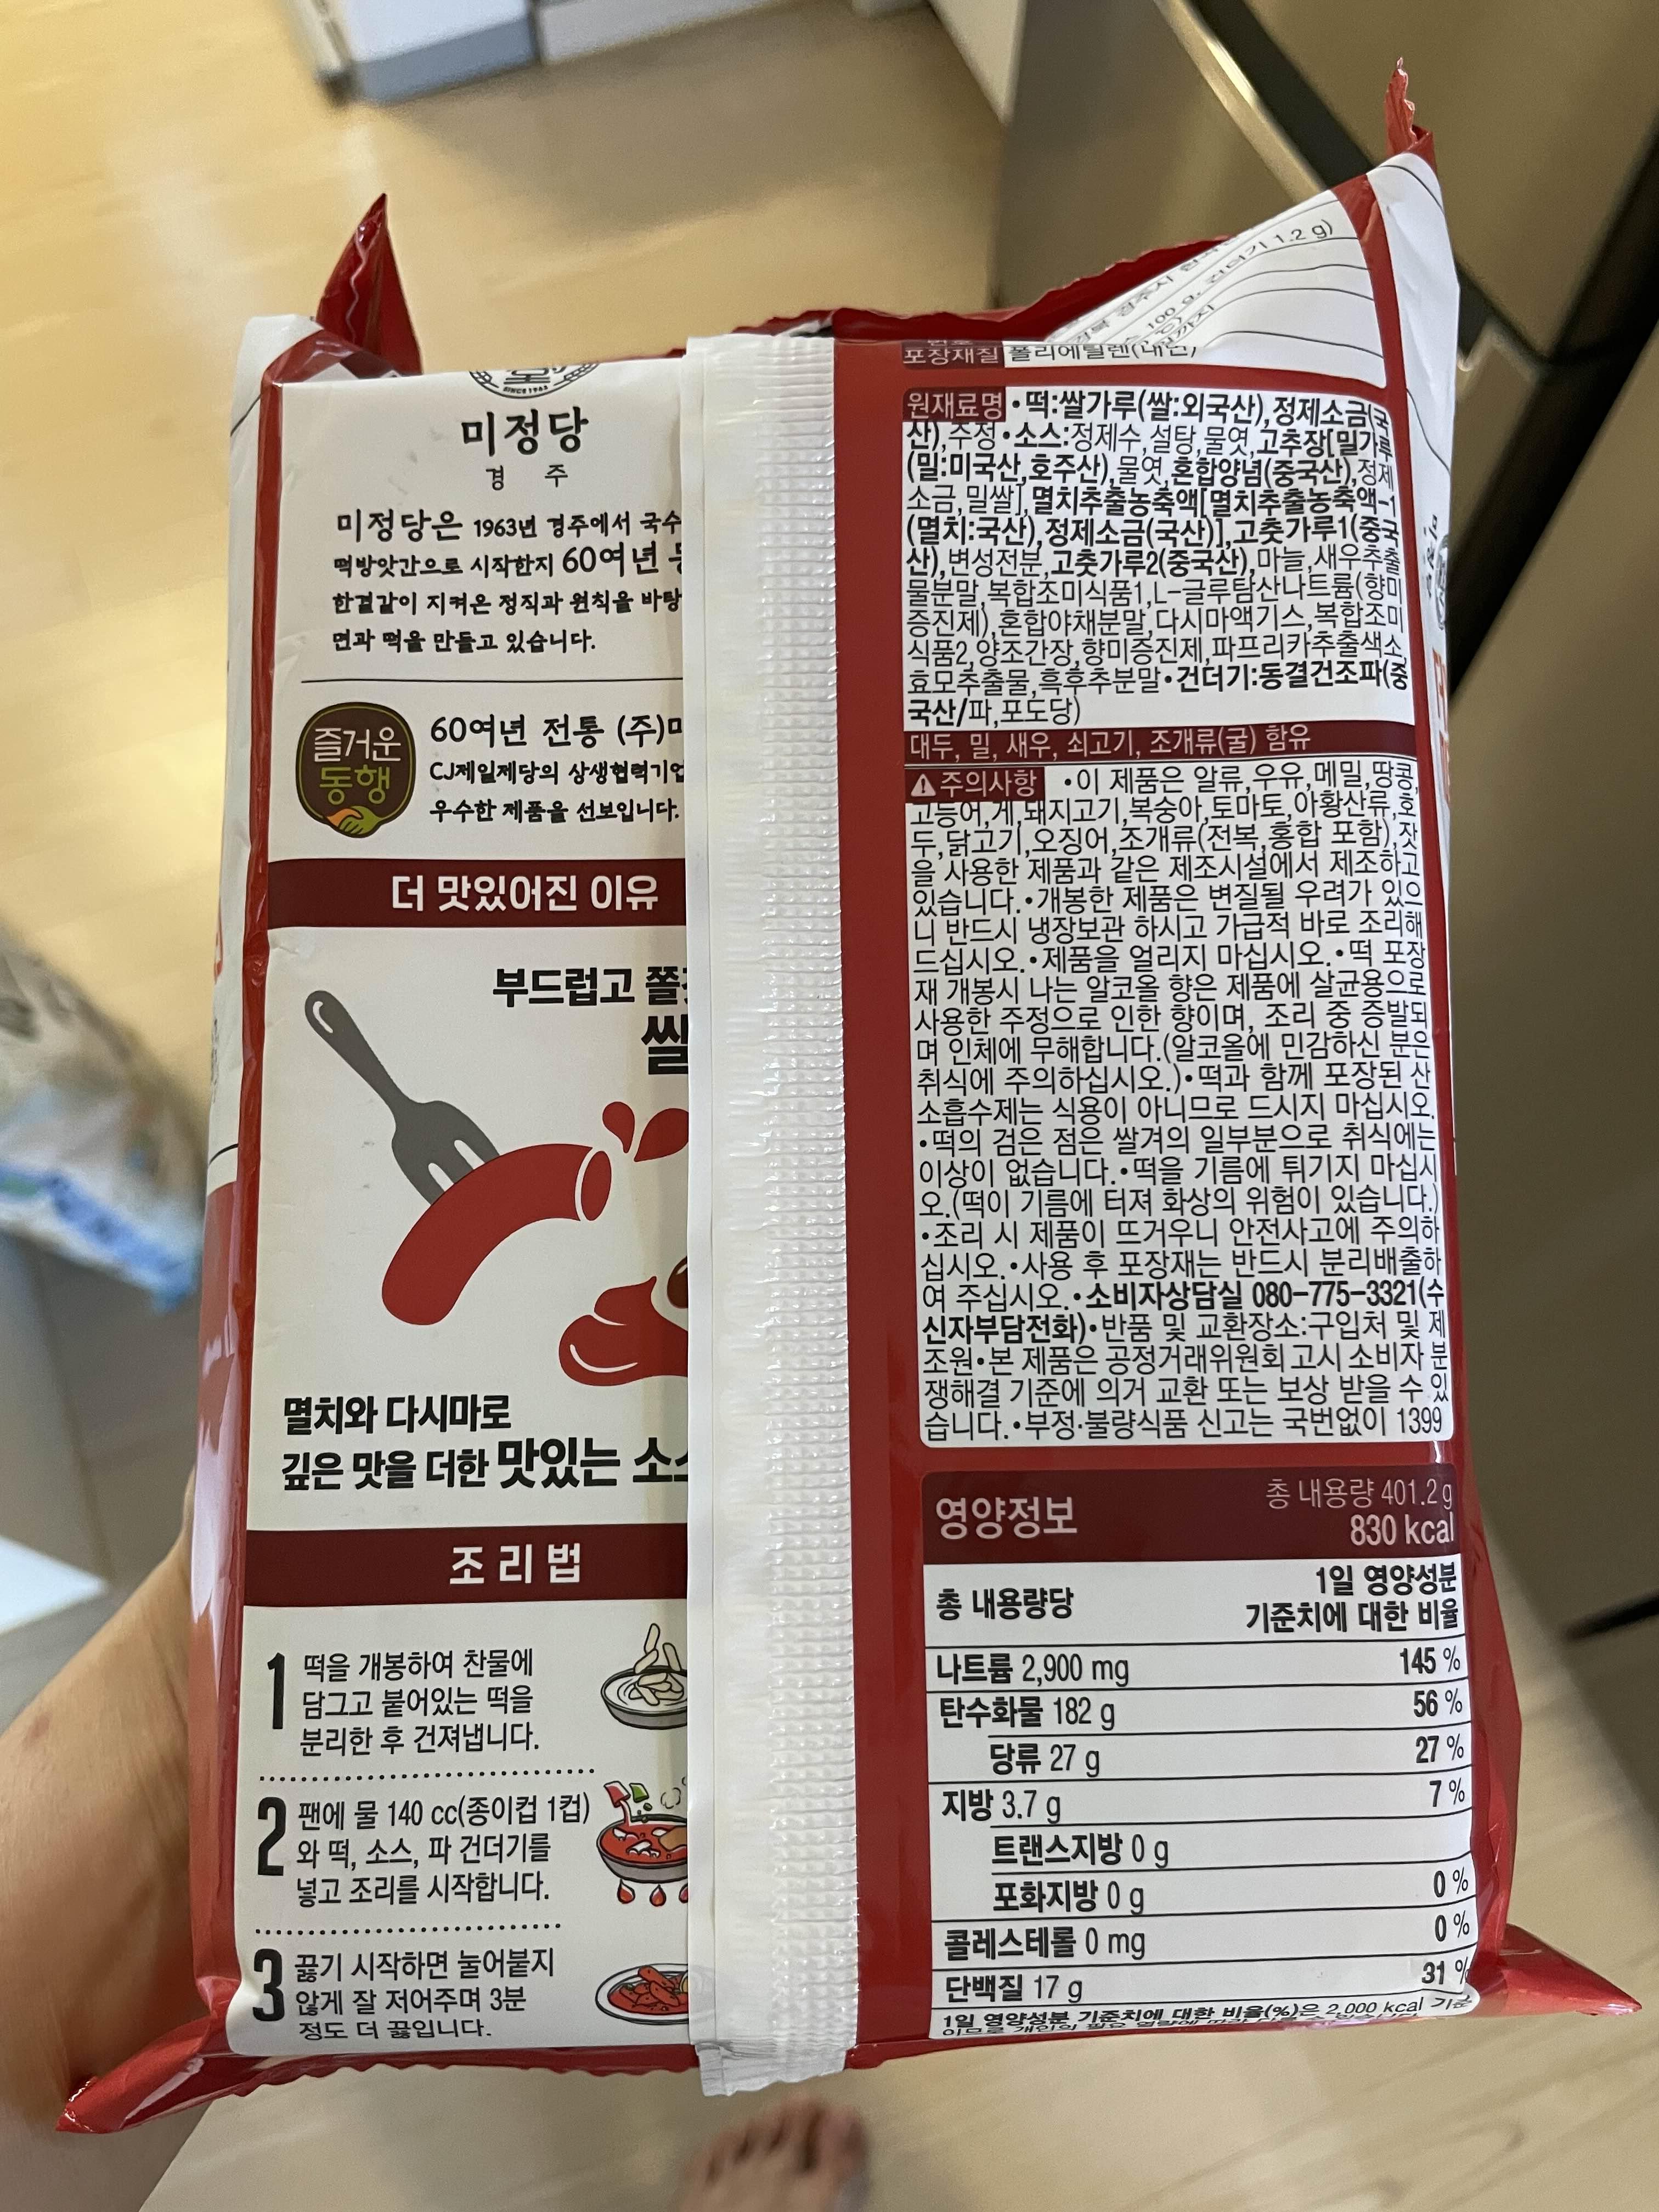 SINCE 1963
미정당
경 주
미정당은 1963년 경주에서 국수
떡방앗간으로 시작한지 60여년
한결같이 지켜온 정직과 원칙을 바탕
면과 떡을 만들고 있습니다.
즐거운
동행
60여년 전통 (주)미
CJ제일제당의 상생협력기업
우수한 제품을 선보입니다.
더 맛있어진 이유
부드럽고
쌀
멸치와 다시마로
깊은 맛을 더한 맛있는 소스
조리법
1 떡을 개봉하여 찬물에
담그고 붙어있는 떡을
분리한 후 건져냅니다.
2 팬에 물 140 cc(종이컵 1컵)
와 떡, 소스, 파 건더기를
넣고 조리를 시작합니다.
3 끓기 시작하면 눌어붙지
않게 잘 저어주며 3분
정도 더 끓입니다.
건더기 1.2 g)
100 g,
포장재질 폴리에틸렌(내면)
원재료명 •떡:쌀가루(쌀:외국산),정제소금(국
산),주정•소스:정제수,설탕,물엿,고추장[밀가루
(밀:미국산,호주산),물엿,혼합양념(중국산),정제
소금,밀쌀],멸치추출농축액[멸치추출농축액-1
(멸치:국산),정제소금(국산)],고춧가루1(중국
산),변성전분,고춧가루2(중국산),마늘,새우추출
물분말,복합조미식품1,L-글루탐산나트륨(향미
증진제),혼합야채분말,다시마액기스,복합조미
식품2,양조간장,향미증진제,파프리카추출색소,
효모추출물,흑후추분말•건더기:동결건조파(중
국산/파,포도당)
대두, 밀, 새우, 쇠고기, 조개류(굴) 함유
주의사항 •이 제품은 알류,우유,메밀,땅콩,
고등어,게,돼지고기,복숭아,토마토,아황산류,호
두,닭고기,오징어,조개류(전복,홍합 포함),잣
을 사용한 제품과 같은 제조시설에서 제조하고
있습니다.•개봉한 제품은 변질될 우려가 있으
니 반드시 냉장보관 하시고 가급적 바로 조리해
드십시오.•제품을 얼리지 마십시오.•떡 포장
재 개봉시 나는 알코올 향은 제품에 살균용으로
사용한 주정으로 인한 향이며, 조리 중 증발되
며 인체에 무해합니다.(알코올에 민감하신 분은
취식에 주의하십시오.)•떡과 함께 포장된 산
소흡수제는 식용이 아니므로 드시지 마십시오.
•떡의 검은 점은 쌀겨의 일부분으로 취식에는
이상이 없습니다.•떡을 기름에 튀기지 마십시
오.(떡이 기름에 터져 화상의 위험이 있습니다.)
•조리 시 제품이 뜨거우니 안전사고에 주의하
십시오.•사용 후 포장재는 반드시 분리배출하
여 주십시오.•소비자상담실 080-775-3321(수
신자부담전화)•반품 및 교환장소:구입처 및 제
조원•본 제품은 공정거래위원회 고시 소비자 분
쟁해결 기준에 의거 교환 또는 보상 받을 수 있
습니다.•부정·불량식품 신고는 국번없이 1399
영양정보 총 내용량 401.2 g
830 kcal
총 내용량당 1일 영양성분
기준치에 대한 비율
나트륨 2,900 mg 145 %
탄수화물 182 g 56 %
당류 27 g 27 %
지방 3.7 g 7 %
트랜스지방 0 g
포화지방 0 g 0 %
콜레스테롤 0 mg 0 %
단백질 17 g 31 %
1일 영양성분 기준치에 대한 비율(%)은 2,000 kcal 기준